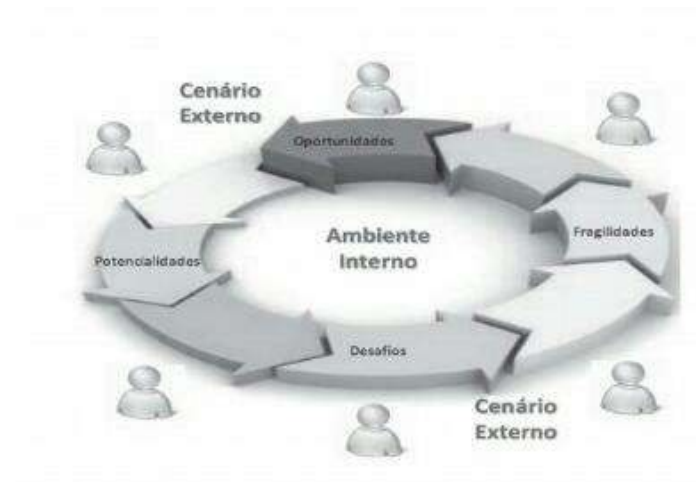 Cenário
Externo
Oportunidades
Ambiente
Interno
Fragilidades
Potencialidades
Desafios
Cenário
Externo